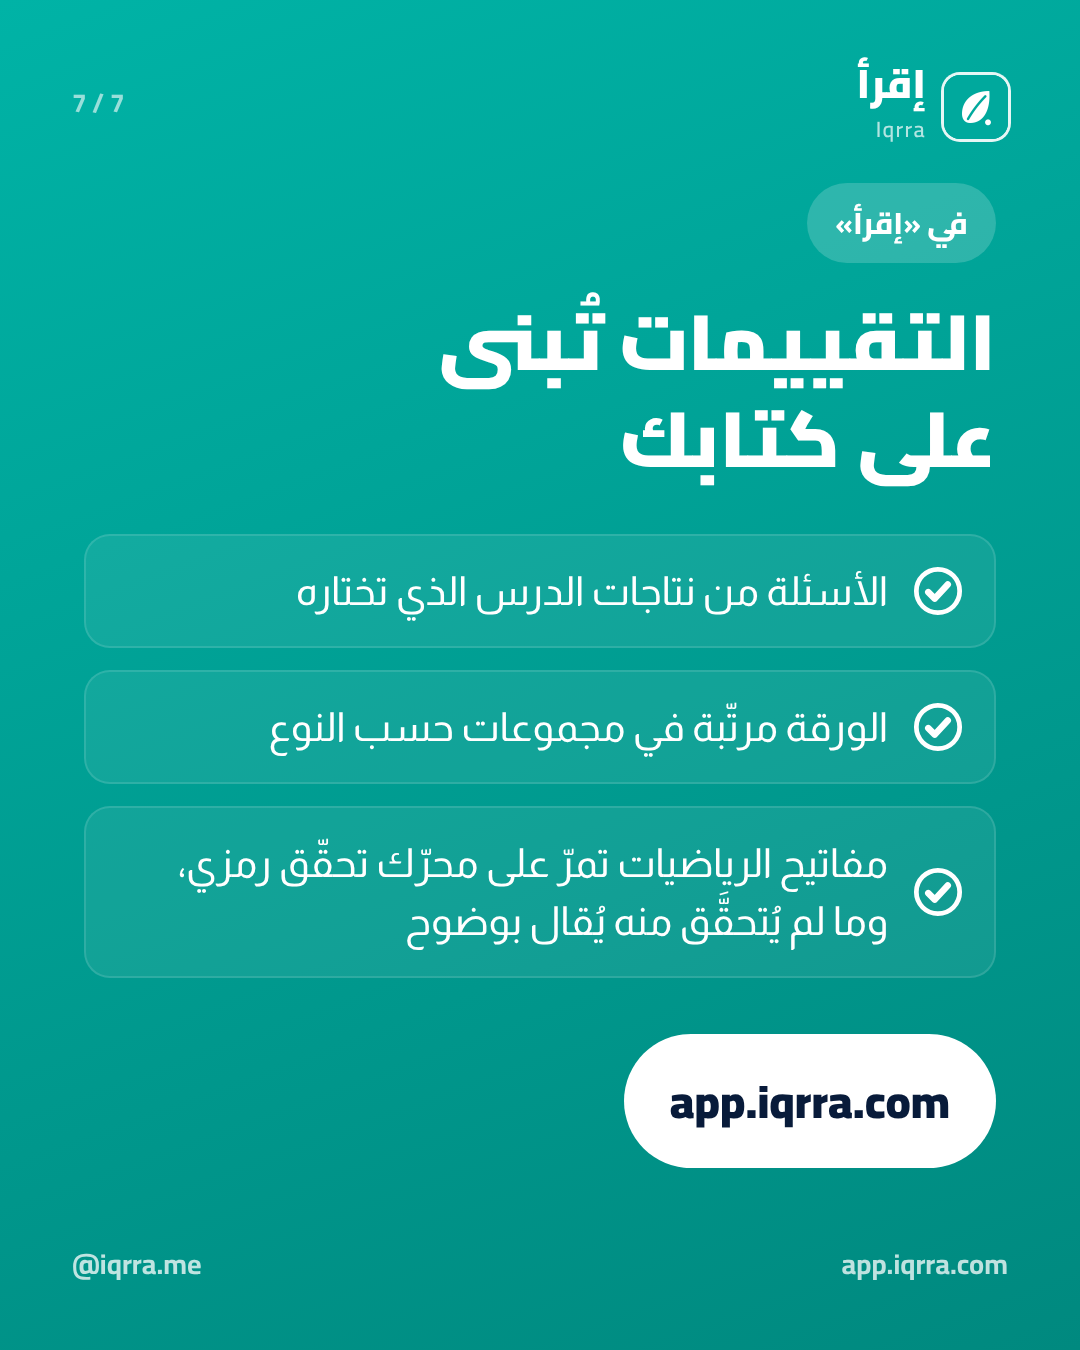 إقرأ
Iqrra
7 / 7
في «إقرأ»
التقييمات تُبنى
على كتابك
الأسئلة من نتاجات الدرس الذي تختاره
الورقة مرتّبة في مجموعات حسب النوع
مفاتيح الرياضيات تمرّ على محرّك تحقّق رمزي،
وما لم يُتحقَّق منه يُقال بوضوح
app.iqrra.com
@iqrra.me
app.iqrra.com